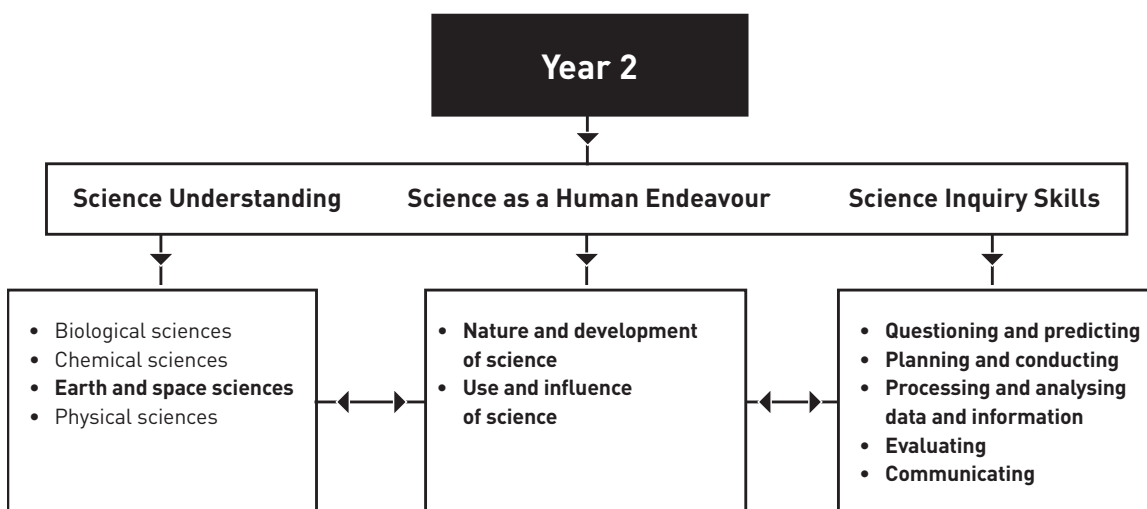 Year 2
Science Understanding
Science as a Human Endeavour
Science Inquiry Skills
• Biological sciences
• Chemical sciences
• Earth and space sciences
• Physical sciences
• Nature and development
of science
• Use and influence
of science
• Questioning and predicting
• Planning and conducting
• Processing and analysing
data and information
• Evaluating
• Communicating